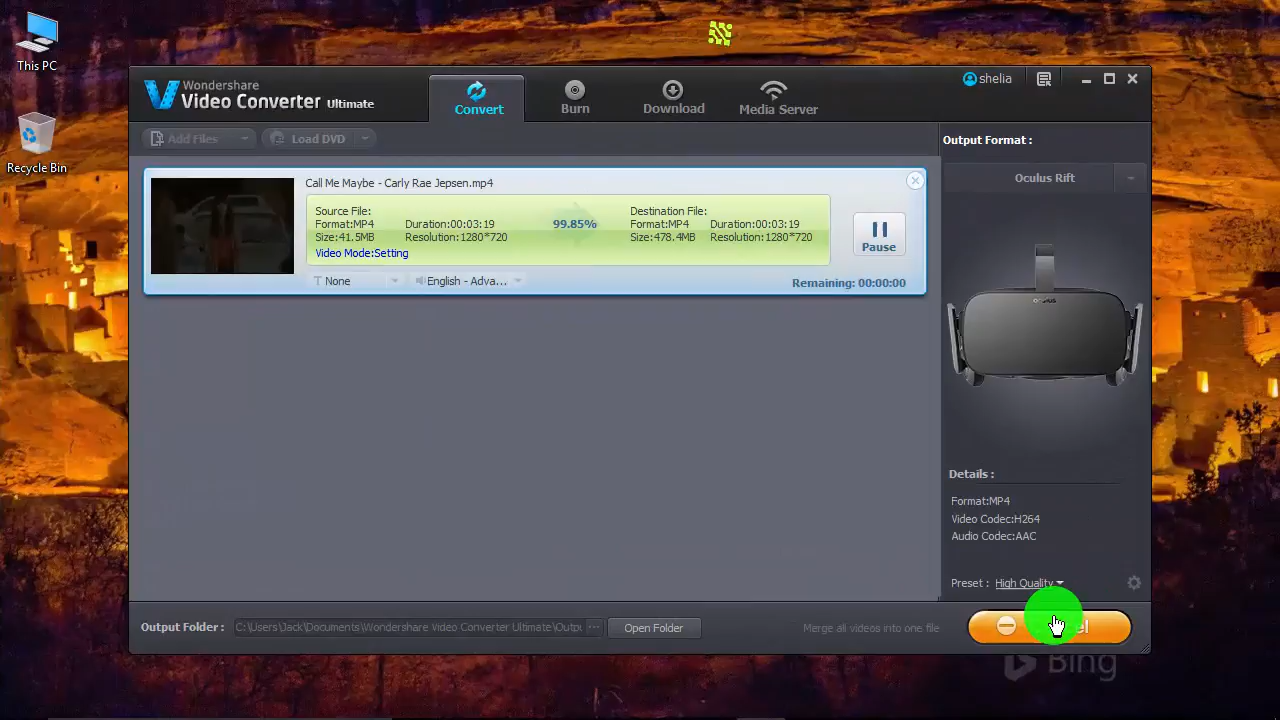 This PC
Recycle Bin
Wondershare
Video Converter Ultimate
Convert
Burn
Download
Media Server
shelia
Add Files
Load DVD
Output Format :
Oculus Rift
Call Me Maybe - Carly Rae Jepsen.mp4
Source File:
Format:MP4 Duration:00:03:19
Size:41.5MB Resolution:1280*720
Video Mode:Setting
99.85%
Destination File:
Format:MP4 Duration:00:03:19
Size:478.4MB Resolution:1280*720
Pause
T None
English - Adva...
Remaining: 00:00:00
oculus
Details :
Format:MP4
Video Codec:H264
Audio Codec:AAC
Preset : High Quality
Output Folder : C:\Users\Jack\Documents\Wondershare Video Converter Ultimate\Outpu ...
Open Folder
Merge all videos into one file
Bing